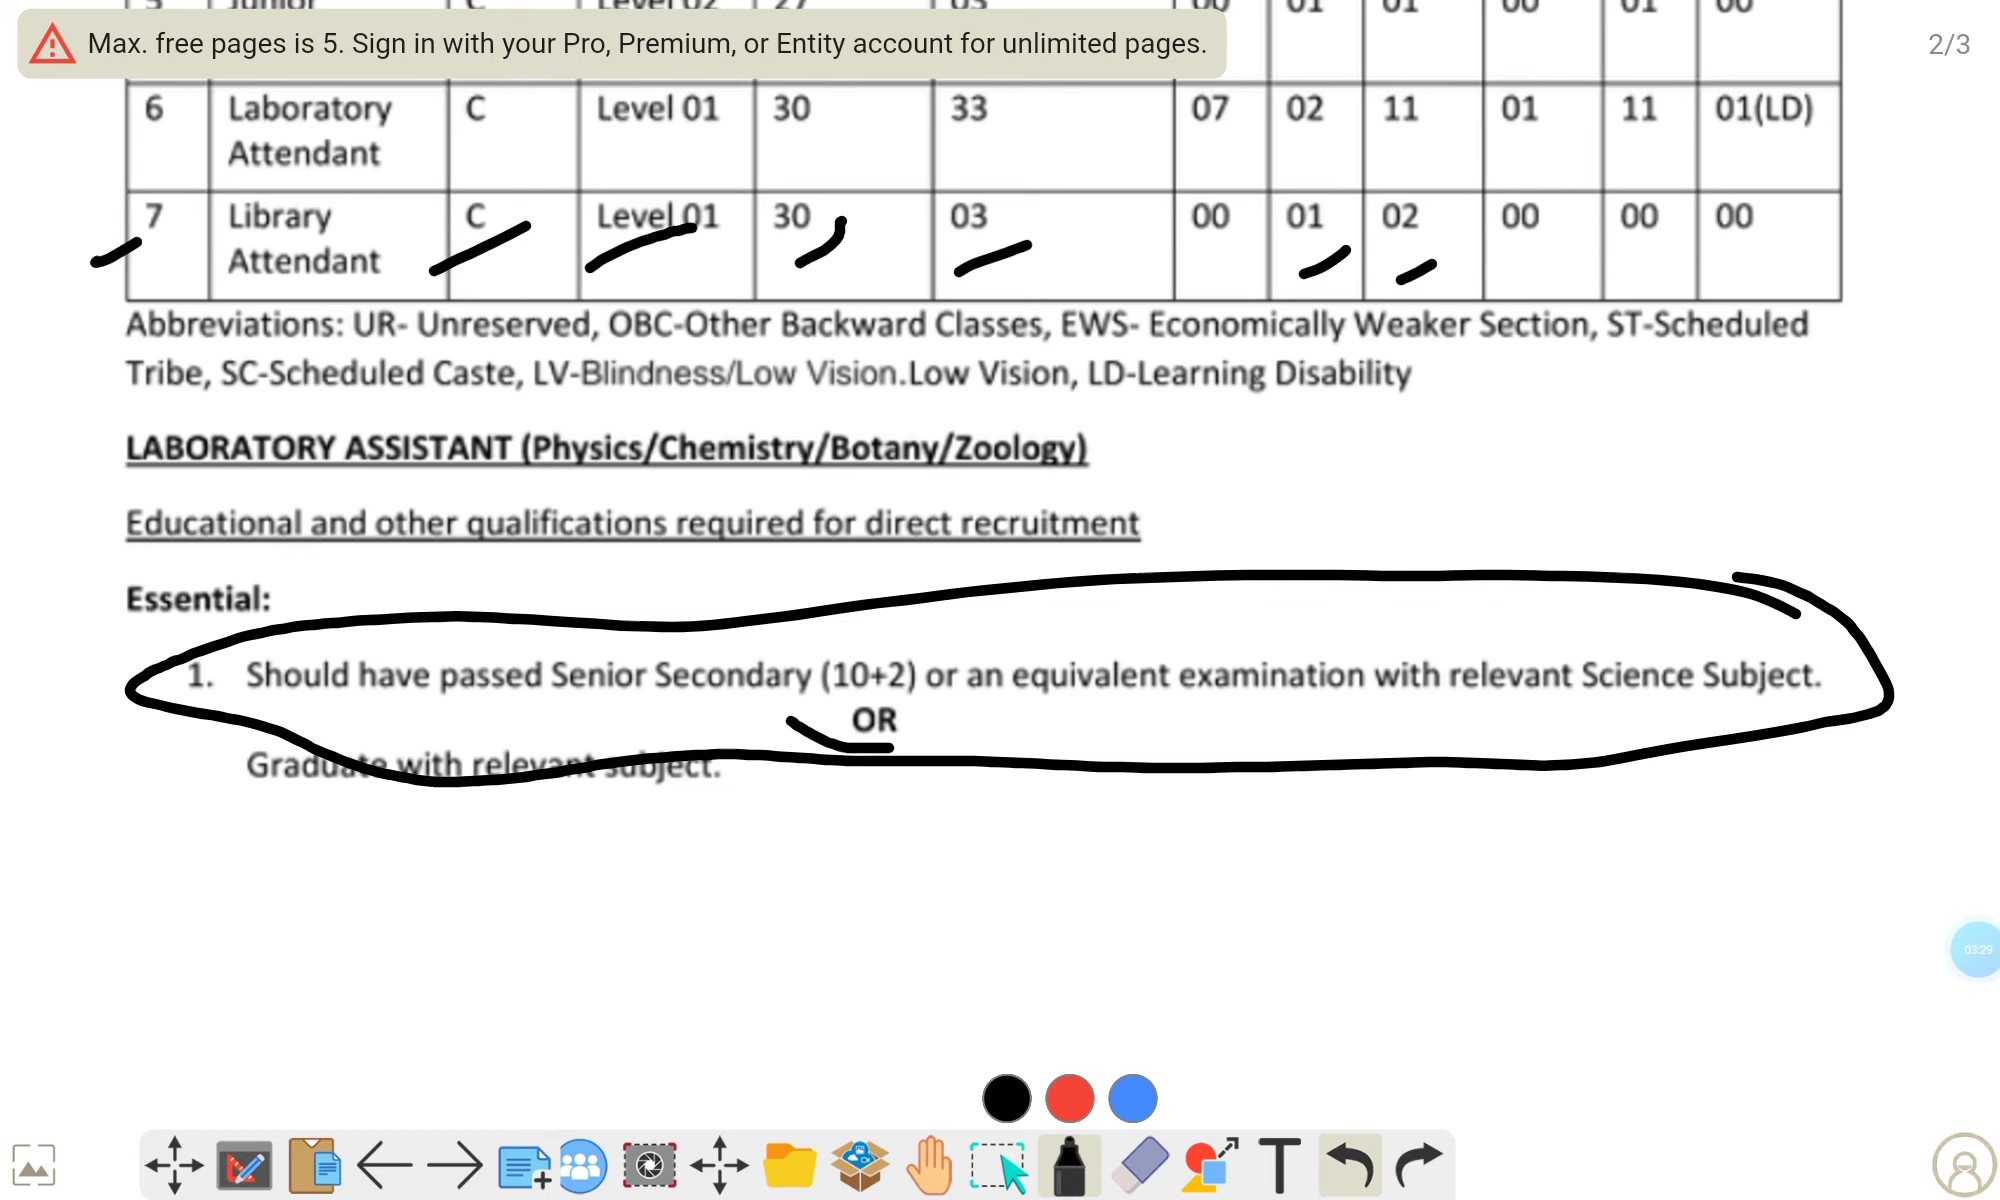 Max. free pages is 5. Sign in with your Pro, Premium, or Entity account for unlimited pages.
2/3
6 Laboratory Attendant C Level 01 30 33 07 02 11 01 11 01(LD)
7 Library Attendant C Level 01 30 03 00 01 02 00 00 00
Abbreviations: UR- Unreserved, OBC-Other Backward Classes, EWS- Economically Weaker Section, ST-Scheduled
Tribe, SC-Scheduled Caste, LV-Blindness/Low Vision.Low Vision, LD-Learning Disability
LABORATORY ASSISTANT (Physics/Chemistry/Botany/Zoology)
Educational and other qualifications required for direct recruitment
Essential:
1. Should have passed Senior Secondary (10+2) or an equivalent examination with relevant Science Subject.
OR
Graduate with relevant subject.
03:29